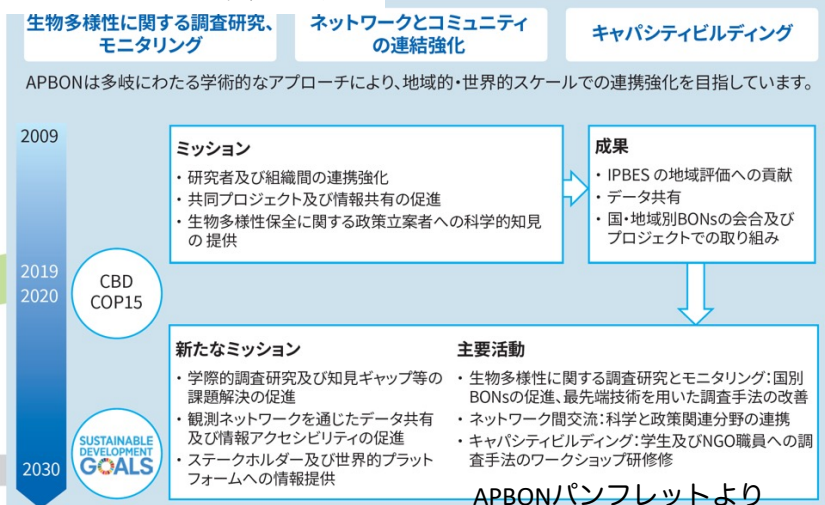 生物多様性に関する調査研究、
モニタリング
ネットワークとコミュニティ
の連結強化
キャパシティビルディング
APBONは多岐にわたる学術的なアプローチにより、地域的・世界的スケールでの連携強化を目指しています。
2009
ミッション
・研究者及び組織間の連携強化
・共同プロジェクト及び情報共有の促進
・生物多様性保全に関する政策立案者への科学的知見
の 提供
成果
・IPBES の地域評価への貢献
・データ共有
・国・地域別BONsの会合及び
プロジェクトでの取り組み
2019
2020
CBD
COP15
新たなミッション
・学際的調査研究及び知見ギャップ等の
課題解決の促進
・観測ネットワークを通じたデータ共有
及び情報アクセシビリティの促進
・ステークホルダー及び世界的プラット
フォームへの情報提供
主要活動
・生物多様性に関する調査研究とモニタリング：国別
BONsの促進、最先端技術を用いた調査手法の改善
・ネットワーク間交流：科学と政策関連分野の連携
・キャパシティビルディング：学生及びNGO職員への調
査手法のワークショップ研修修
SUSTAINABLE
DEVELOPMENT
GOALS
2030
APBONパンフレットより